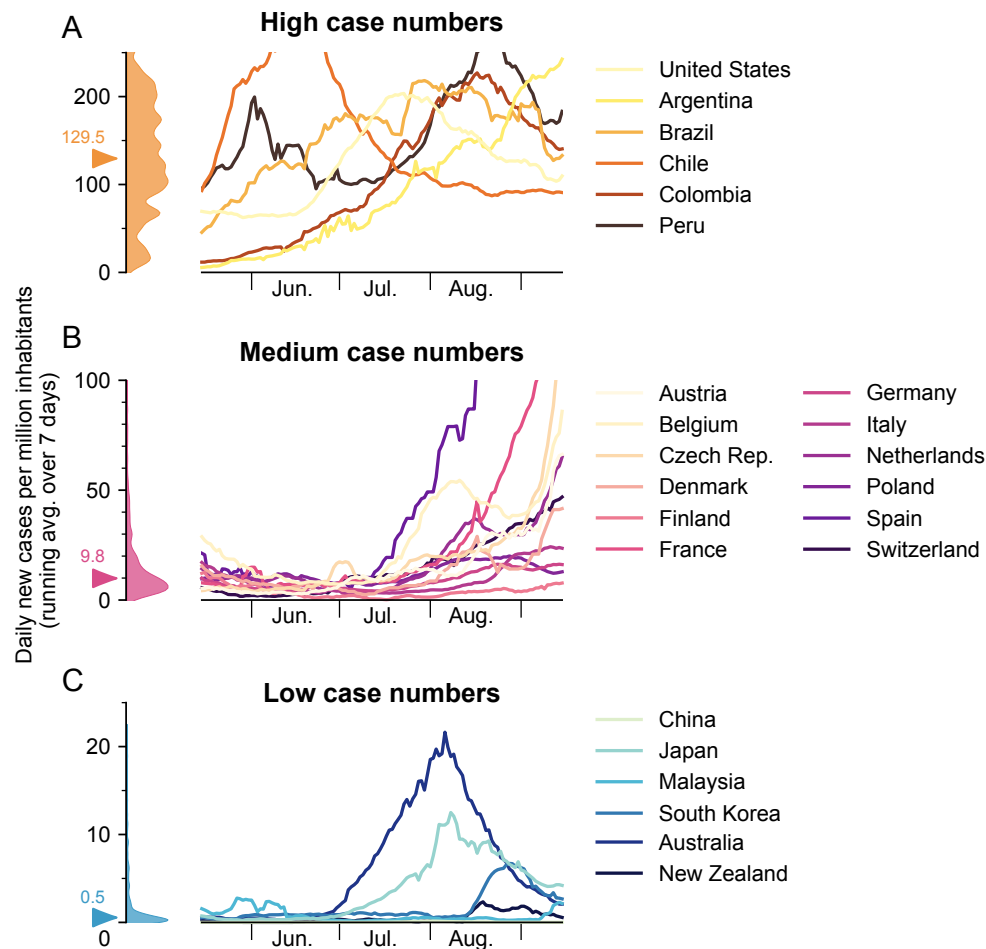 A
High case numbers
200
129.5
100
0
Jun.
Jul.
Aug.
United States
Argentina
Brazil
Chile
Colombia
Peru
Daily new cases per million inhabitants
(running avg. over 7 days)
B
Medium case numbers
100
50
9.8
0
Jun.
Jul.
Aug.
Austria
Belgium
Czech Rep.
Denmark
Finland
France
Germany
Italy
Netherlands
Poland
Spain
Switzerland
C
Low case numbers
20
10
0.5
0
Jun.
Jul.
Aug.
China
Japan
Malaysia
South Korea
Australia
New Zealand